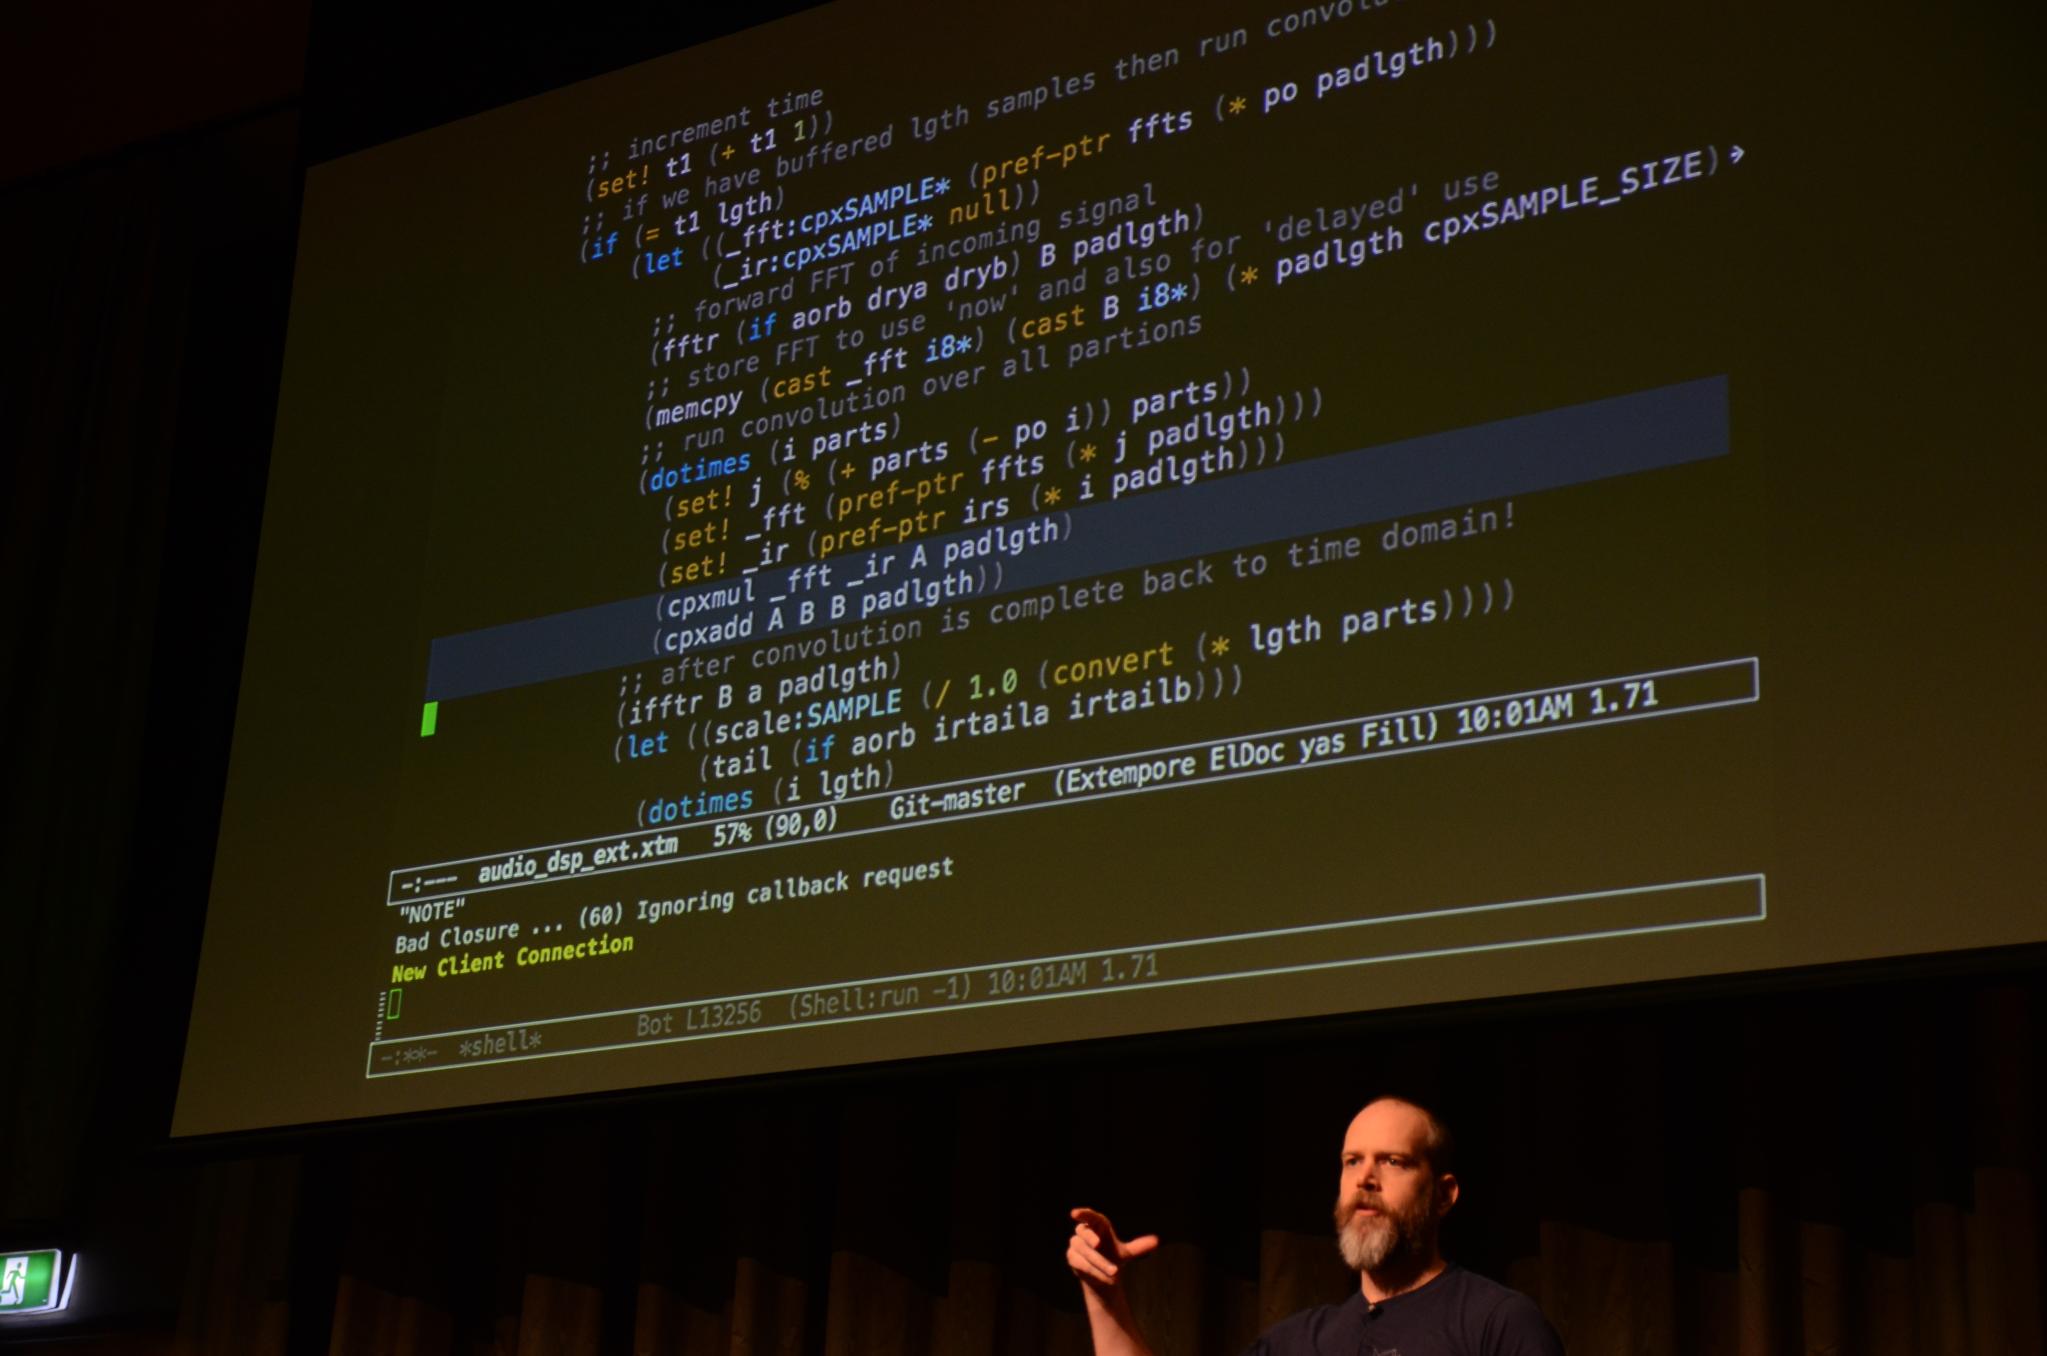 ;; increment time
(set! t1 (+ t1 1))
;; if we have buffered lgth samples then run
(if (= t1 lgth)
(let ((_fft:cpxSAMPLE* (pref-ptr ffts (* po padlgth)))
(_ir:cpxSAMPLE* null))
;; forward FFT of incoming signal
(fftr (if aorb drya dryb) B padlgth)
;; store FFT to use 'now' and also for 'delayed' use
(memcpy (cast _fft i8*) (cast B i8*) (* padlgth cpxSAMPLE_SIZE)
;; run convolution over all partions
(dotimes (i parts)
(set! j (% (+ parts (- po i)) parts))
(set! _fft (pref-ptr ffts (* j padlgth)))
(set! _ir (pref-ptr irs (* i padlgth)))
(cpxmul _fft _ir A padlgth)
(cpxadd A B B padlgth))
;; after convolution is complete back to time domain!
(ifftr B a padlgth)
(let ((scale:SAMPLE (/ 1.0 (convert (* lgth parts))))
(tail (if aorb irtaila irtailb)))
(dotimes (i lgth)
-:--- audio_dsp_ext.xtm 57% (90,0) Git-master (Extempore ElDoc yas Fill) 10:01AM 1.71
"NOTE"
Bad Closure ... (60) Ignoring callback request
New Client Connection
-:**- *shell* Bot L13256 (Shell:run -1) 10:01AM 1.71